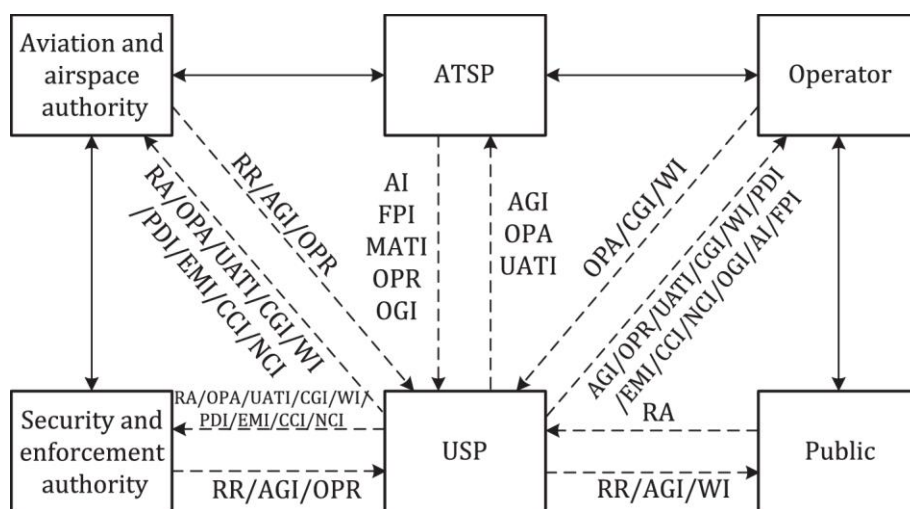 Aviation and
airspace
authority
ATSP
Operator
RR/AGI/OPR
RA/OPA/UATI/CGI/WI
/PDI/EMI/CCI/NCI
AI
FPI
MATI
OPR
OGI
AGI
OPA
UATI
OPA/CGI/WI
AGI/OPR/UATI/CGI/WI/PDI
/EMI/CCI/NCI/OGI/AI/FPI
Security and
enforcement
authority
RA/OPA/UATI/CGI/WI/
PDI/EMI/CCI/NCI
RR/AGI/OPR
USP
RA
RR/AGI/WI
Public